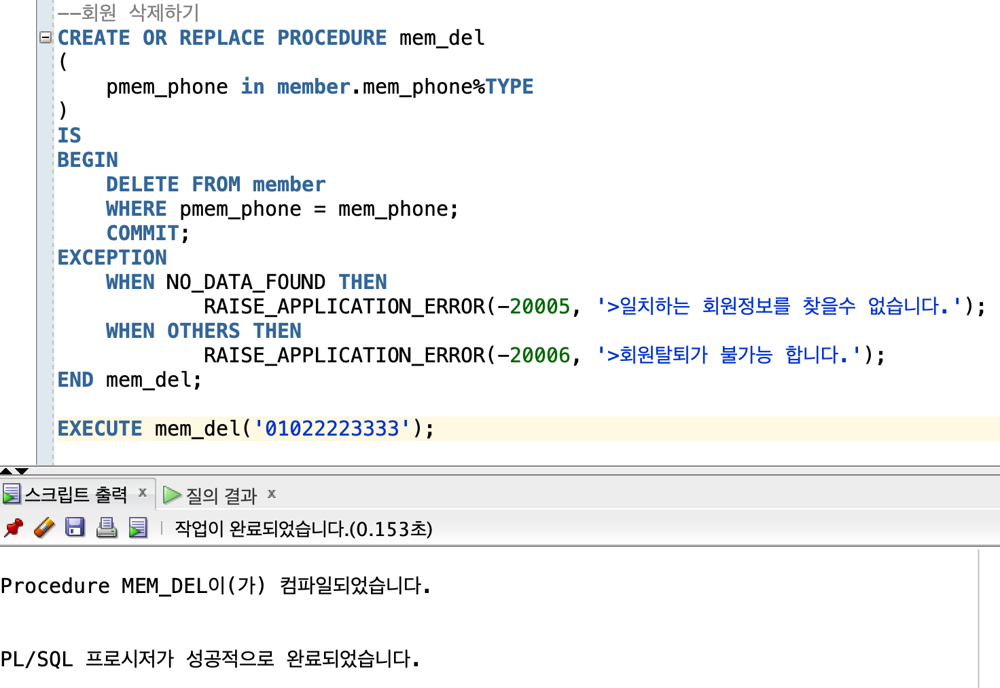 --회원 삭제하기
CREATE OR REPLACE PROCEDURE mem_del
(
    pmem_phone in member.mem_phone%TYPE
)
IS
BEGIN
    DELETE FROM member
    WHERE pmem_phone = mem_phone;
    COMMIT;
EXCEPTION
    WHEN NO_DATA_FOUND THEN
            RAISE_APPLICATION_ERROR(-20005, '>일치하는 회원정보를 찾을수 없습니다.');
    WHEN OTHERS THEN
            RAISE_APPLICATION_ERROR(-20006, '>회원탈퇴가 불가능 합니다.');
END mem_del;

EXECUTE mem_del('01022223333');
스크립트 출력 x 질의 결과 x
작업이 완료되었습니다.(0.153초)
Procedure MEM_DEL이(가) 컴파일되었습니다.
PL/SQL 프로시저가 성공적으로 완료되었습니다.